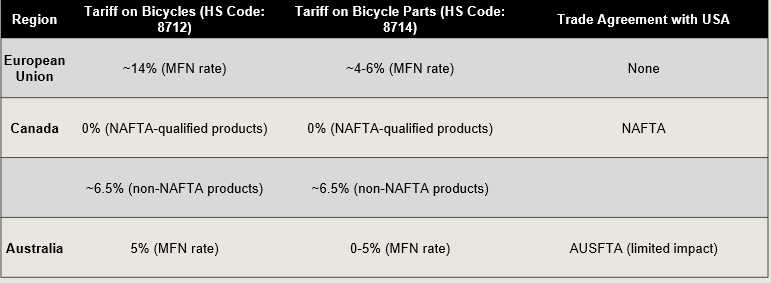 Region Tariff on Bicycles (HS Code: 8712) Tariff on Bicycle Parts (HS Code: 8714) Trade Agreement with USA
European Union ~14% (MFN rate) ~4-6% (MFN rate) None
Canada 0% (NAFTA-qualified products) 0% (NAFTA-qualified products) NAFTA
~6.5% (non-NAFTA products) ~6.5% (non-NAFTA products)
Australia 5% (MFN rate) 0-5% (MFN rate) AUSFTA (limited impact)